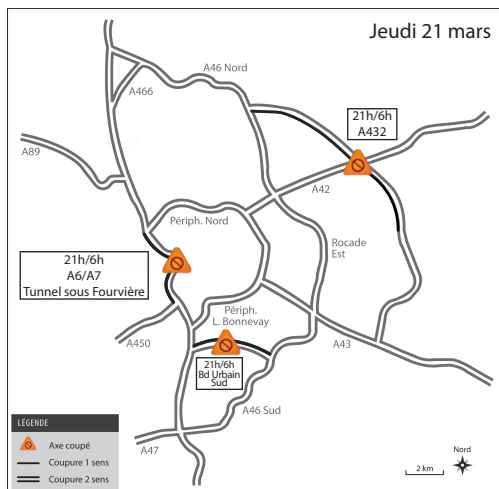 Jeudi 21 mars
A46 Nord
A466
21h/6h
A432
A89
A42
Périph. Nord
Rocade
Est
21h/6h
A6/A7
Tunnel sous Fourvière
Périph.
L. Bonnevay
A450
A43
21h/6h
Bd Urbain
Sud
A46 Sud
A47
LÉGENDE
Axe coupé
Coupure 1 sens
Coupure 2 sens
Nord
2 km